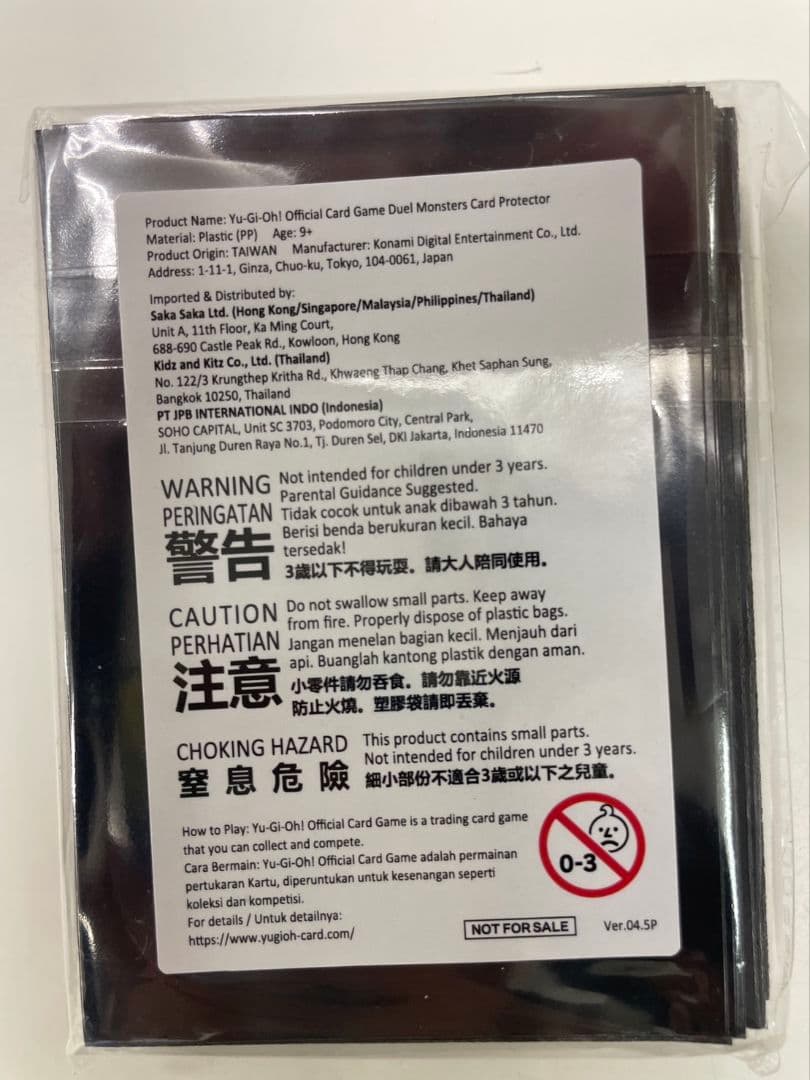 Product Name: Yu-Gi-Oh! Official Card Game Duel Monsters Card Protector
Material: Plastic (PP) Age: 9+
Product Origin: TAIWAN Manufacturer: Konami Digital Entertainment Co., Ltd.
Address: 1-11-1, Ginza, Chuo-ku, Tokyo, 104-0061, Japan
Imported & Distributed by:
Saka Saka Ltd. (Hong Kong/Singapore/Malaysia/Philippines/Thailand)
Unit A, 11th Floor, Ka Ming Court,
688-690 Castle Peak Rd., Kowloon, Hong Kong
Kidz and Kitz Co., Ltd. (Thailand)
No. 122/3 Krungthep Kritha Rd., Khwaeng Thap Chang, Khet Saphan Sung,
Bangkok 10250, Thailand
PT JPB INTERNATIONAL INDO (Indonesia)
SOHO CAPITAL, Unit SC 3703, Podomoro City, Central Park,
Jl. Tanjung Duren Raya No.1, Tj. Duren Sel, DKI Jakarta, Indonesia 11470
WARNING
PERINGATAN
警告
Not intended for children under 3 years.
Parental Guidance Suggested.
Tidak cocok untuk anak dibawah 3 tahun.
Berisi benda berukuran kecil. Bahaya
tersedak!
3歲以下不得玩耍。請大人陪同使用。
CAUTION
PERHATIAN
注意
Do not swallow small parts. Keep away
from fire. Properly dispose of plastic bags.
Jangan menelan bagian kecil. Menjauh dari
api. Buanglah kantong plastik dengan aman.
小零件請勿吞食。請勿靠近火源
防止火燒。塑膠袋請即丟棄。
CHOKING HAZARD
窒息危險
This product contains small parts.
Not intended for children under 3 years.
細小部份不適合3歲或以下之兒童。
How to Play: Yu-Gi-Oh! Official Card Game is a trading card game
that you can collect and compete.
Cara Bermain: Yu-Gi-Oh! Official Card Game adalah permainan
pertukaran Kartu, diperuntukan untuk kesenangan seperti
koleksi dan kompetisi.
For details / Untuk detailnya:
https://www.yugioh-card.com/
0-3
NOT FOR SALE
Ver.04.5P